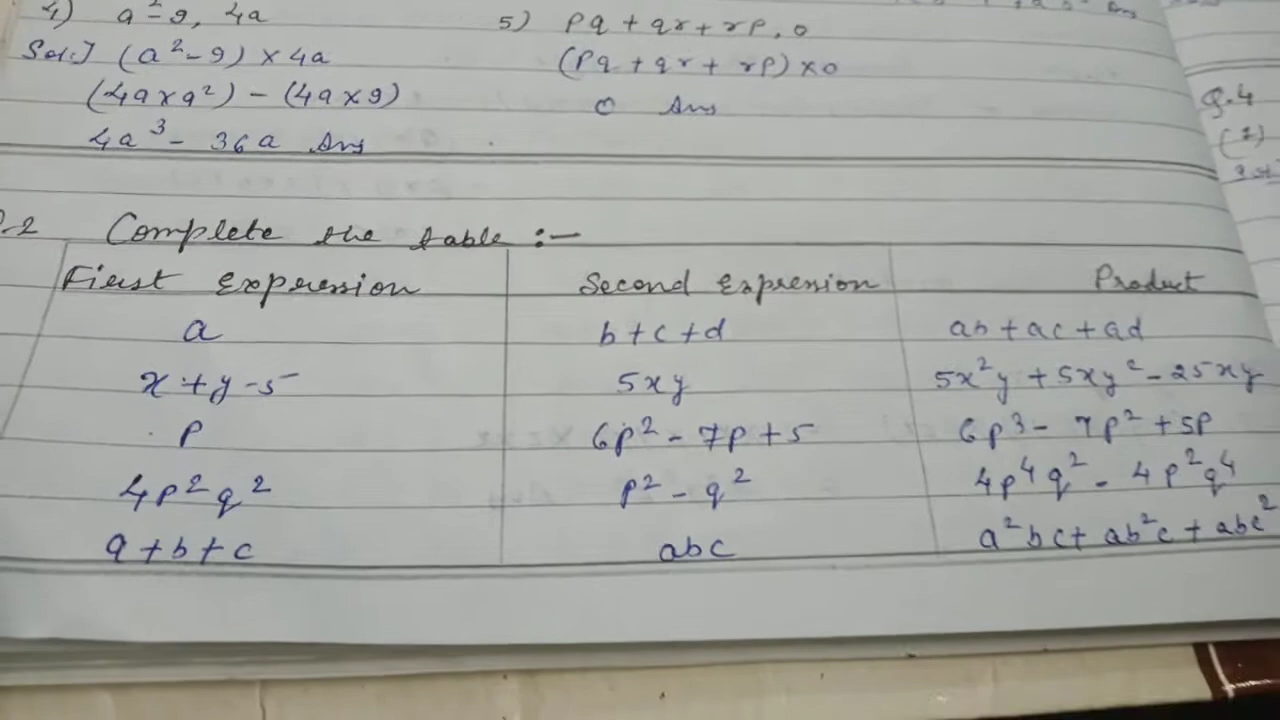 4) a²-9, 4a 5) pq + qr + rp, 0
Sol:] (a²-9) x 4a (pq + qr + rp) x 0
(4a x a²) - (4a x 9) 0 Ans
4a³ - 36a Ans
Q.4
(1)
-2 Complete the table :-
First Expression Second Expression Product
a b+c+d ab+ac+ad
x+y-5 5xy 5x²y + 5xy² - 25xy
p 6p² - 7p + 5 6p³ - 7p² + 5p
4p²q² p² - q² 4p⁴q² - 4p²q⁴
a+b+c abc a²bc + ab²c + abc²